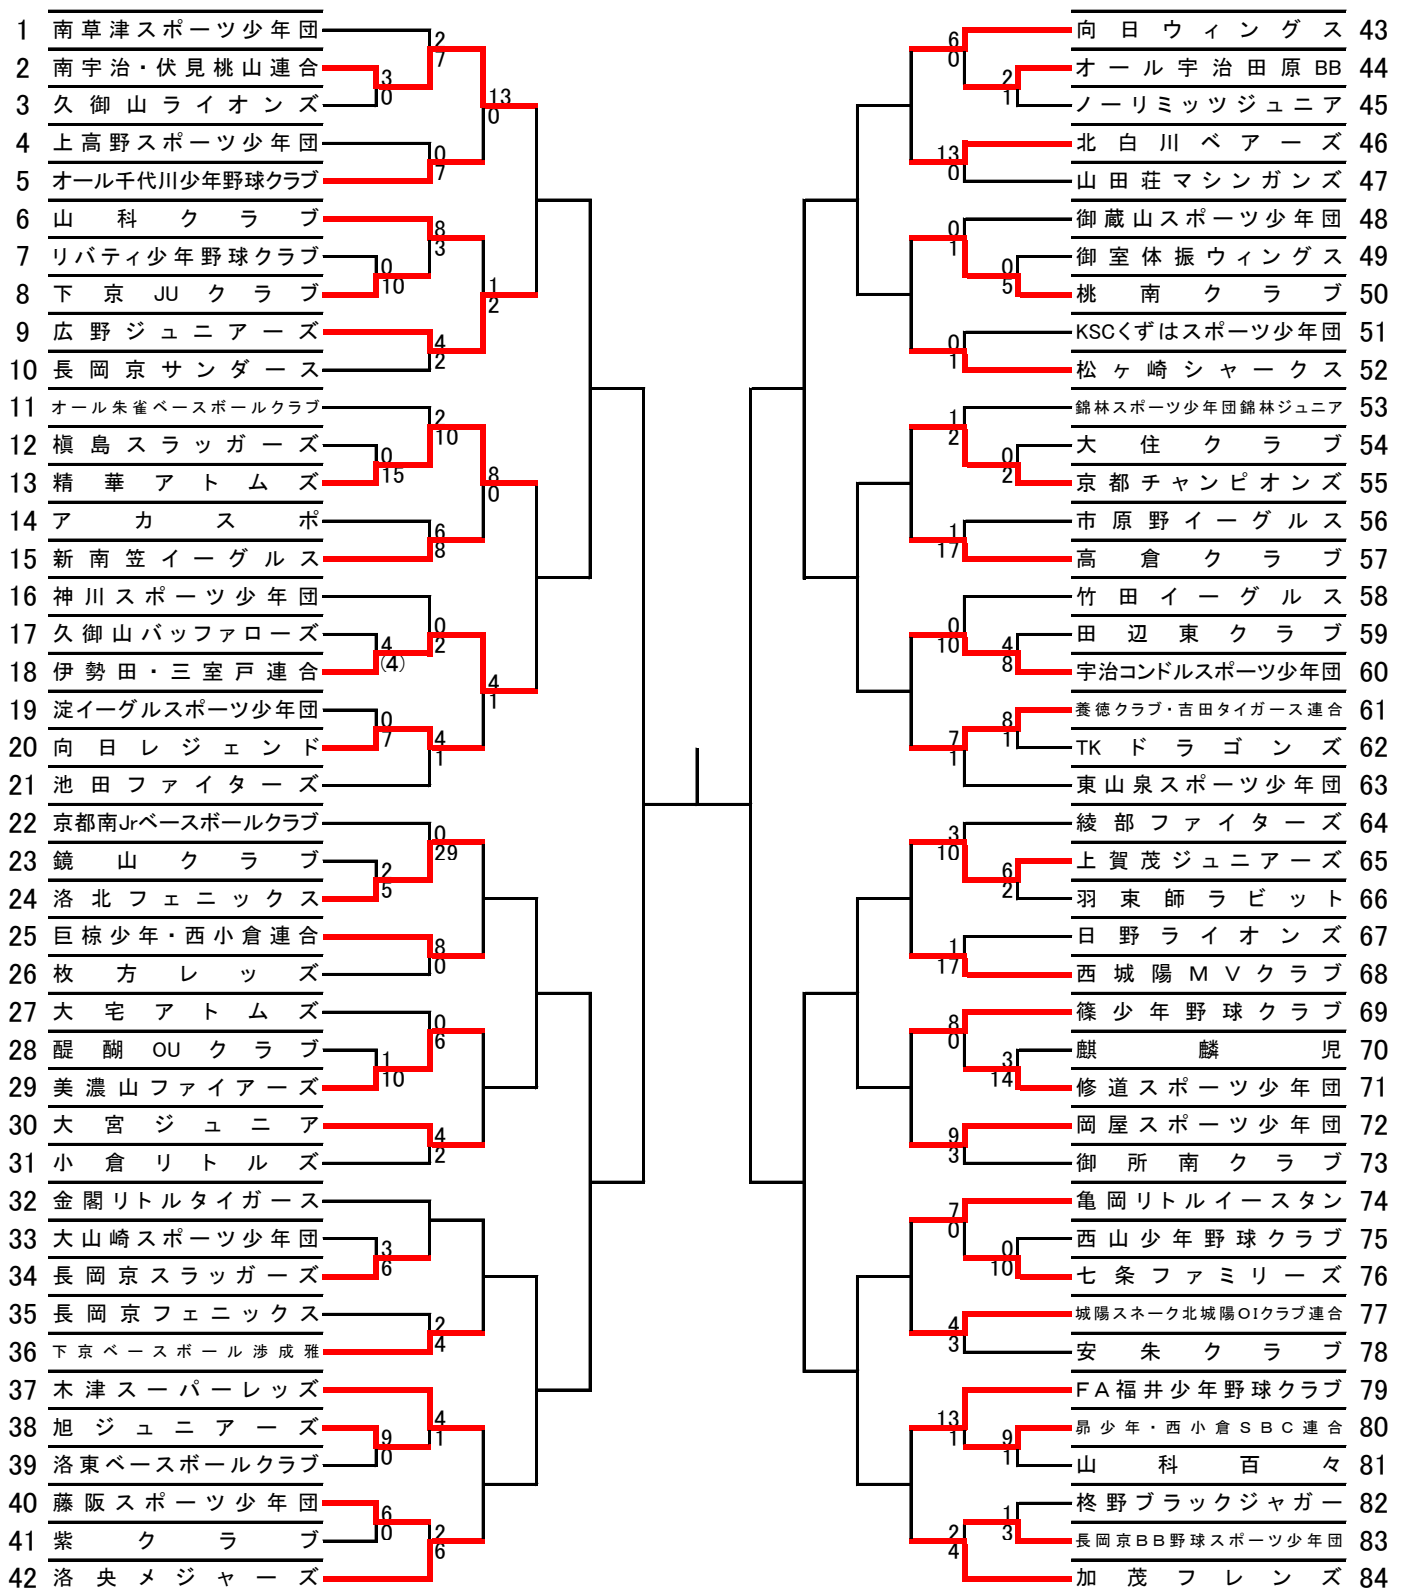 1 南草津スポーツ少年団
2 南宇治・伏見桃山連合
3 久御山ライオンズ
4 上高野スポーツ少年団
5 オール千代川少年野球クラブ
6 山科クラブ
7 リバティ少年野球クラブ
8 下京JUクラブ
9 広野ジュニアーズ
10 長岡京サンダース
11 オール朱雀ベースボールクラブ
12 槇島スラッガーズ
13 精華アトムズ
14 アカスポ
15 新南笠イーグルス
16 神川スポーツ少年団
17 久御山バッファローズ
18 伊勢田・三室戸連合
19 淀イーグルスポーツ少年団
20 向日レジェンド
21 池田ファイターズ
22 京都南Jrベースボールクラブ
23 鏡山クラブ
24 洛北フェニックス
25 巨椋少年・西小倉連合
26 枚方レッズ
27 大宅アトムズ
28 醍醐OUクラブ
29 美濃山ファイアーズ
30 大宮ジュニア
31 小倉リトルズ
32 金閣リトルタイガース
33 大山崎スポーツ少年団
34 長岡京スラッガーズ
35 長岡京フェニックス
36 下京ベースボール渉成雅
37 木津スーパーレッズ
38 旭ジュニアーズ
39 洛東ベースボールクラブ
40 藤阪スポーツ少年団
41 紫クラブ
42 洛央メジャーズ
3
0
0
10
0
15
4
(4)
0
7
2
5
1
10
3
6
9
0
6
0
2
7
0
7
8
3
4
2
2
10
6
8
0
2
4
1
0
29
8
0
0
6
4
2
2
4
4
1
2
6
13
0
1
2
8
0
4
1
6
0
13
0
0
1
0
1
1
2
1
17
0
10
7
1
3
10
1
17
8
0
9
3
7
0
4
3
13
1
2
4
2
1
0
5
0
2
4
8
8
1
6
2
3
14
0
10
9
1
1
3
向日ウィングス 43
オール宇治田原BB 44
ノーリミッツジュニア 45
北白川ベアーズ 46
山田荘マシンガンズ 47
御蔵山スポーツ少年団 48
御室体振ウィングス 49
桃南クラブ 50
KSCくずはスポーツ少年団 51
松ヶ崎シャークス 52
錦林スポーツ少年団錦林ジュニア 53
大住クラブ 54
京都チャンピオンズ 55
市原野イーグルス 56
高倉クラブ 57
竹田イーグルス 58
田辺東クラブ 59
宇治コンドルスポーツ少年団 60
養徳クラブ・吉田タイガース連合 61
TKドラゴンズ 62
東山泉スポーツ少年団 63
綾部ファイターズ 64
上賀茂ジュニアーズ 65
羽束師ラビット 66
日野ライオンズ 67
西城陽MVクラブ 68
篠少年野球クラブ 69
麒麟児 70
修道スポーツ少年団 71
岡屋スポーツ少年団 72
御所南クラブ 73
亀岡リトルイースタン 74
西山少年野球クラブ 75
七条ファミリーズ 76
城陽スネーク北城陽OIクラブ連合 77
安朱クラブ 78
FA福井少年野球クラブ 79
昴少年・西小倉SBC連合 80
山科百々 81
柊野ブラックジャガー 82
長岡京BB野球スポーツ少年団 83
加茂フレンズ 84